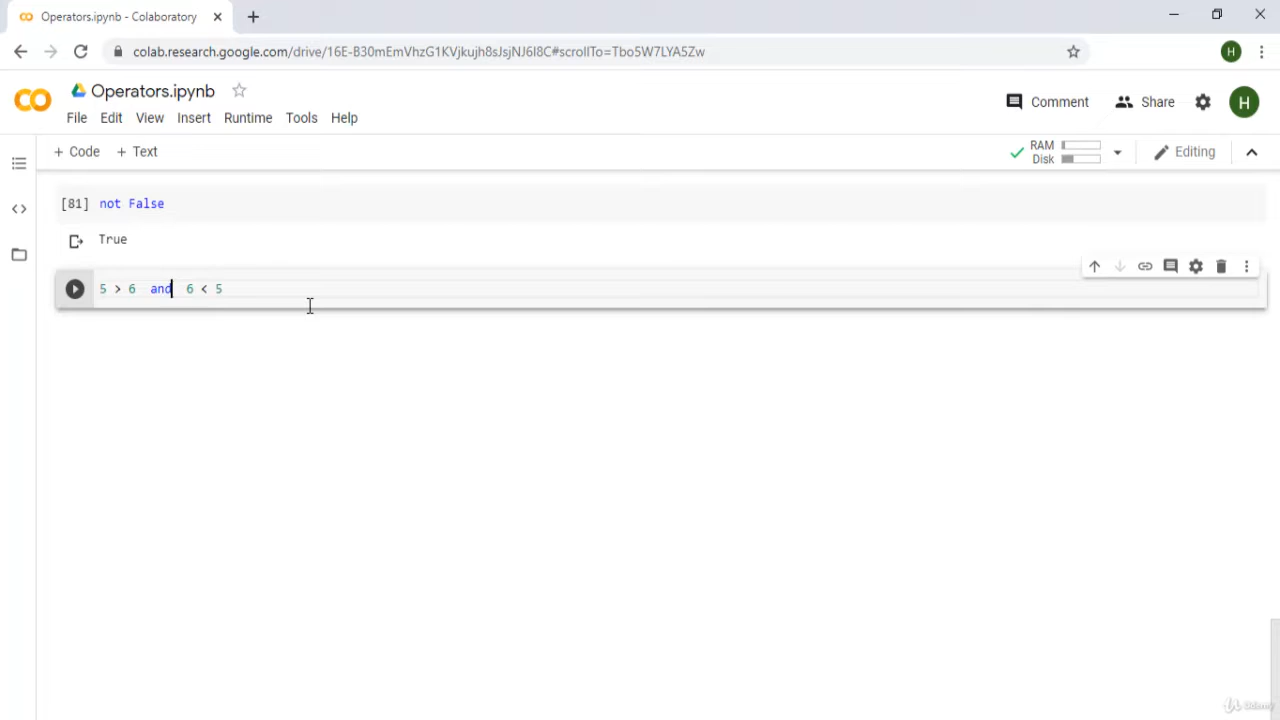 Operators.ipynb - Colaboratory
colab.research.google.com/drive/16E-B30mEmVhzG1KVjkujh8sJsjNJ6I8C#scrollTo=Tbo5W7LYA5Zw
H
Operators.ipynb
Comment
Share
H
File Edit View Insert Runtime Tools Help
+ Code + Text
RAM
Disk
Editing
[81] not False
True
5 > 6 and 6 < 5
Udemy